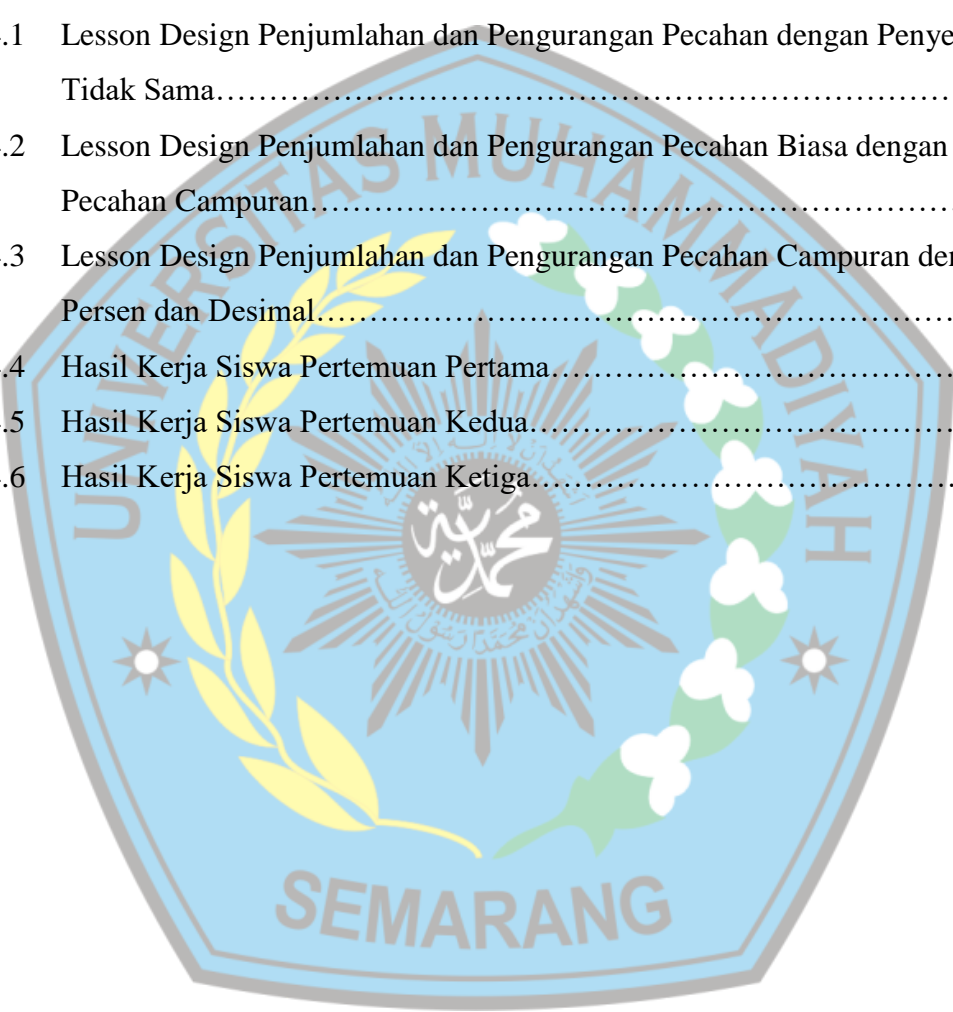 .1 Lesson Design Penjumlahan dan Pengurangan Pecahan dengan Penye
Tidak Sama……………………………………………………………………
.2 Lesson Design Penjumlahan dan Pengurangan Pecahan Biasa dengan
Pecahan Campuran……………………………………………………………
.3 Lesson Design Penjumlahan dan Pengurangan Pecahan Campuran den
Persen dan Desimal……………………………………………………………
.4 Hasil Kerja Siswa Pertemuan Pertama……………………………………
.5 Hasil Kerja Siswa Pertemuan Kedua………………………………………
.6 Hasil Kerja Siswa Pertemuan Ketiga………………………………………
UNIVERSITAS MUHAMMADIYAH
محمدية
SEMARANG